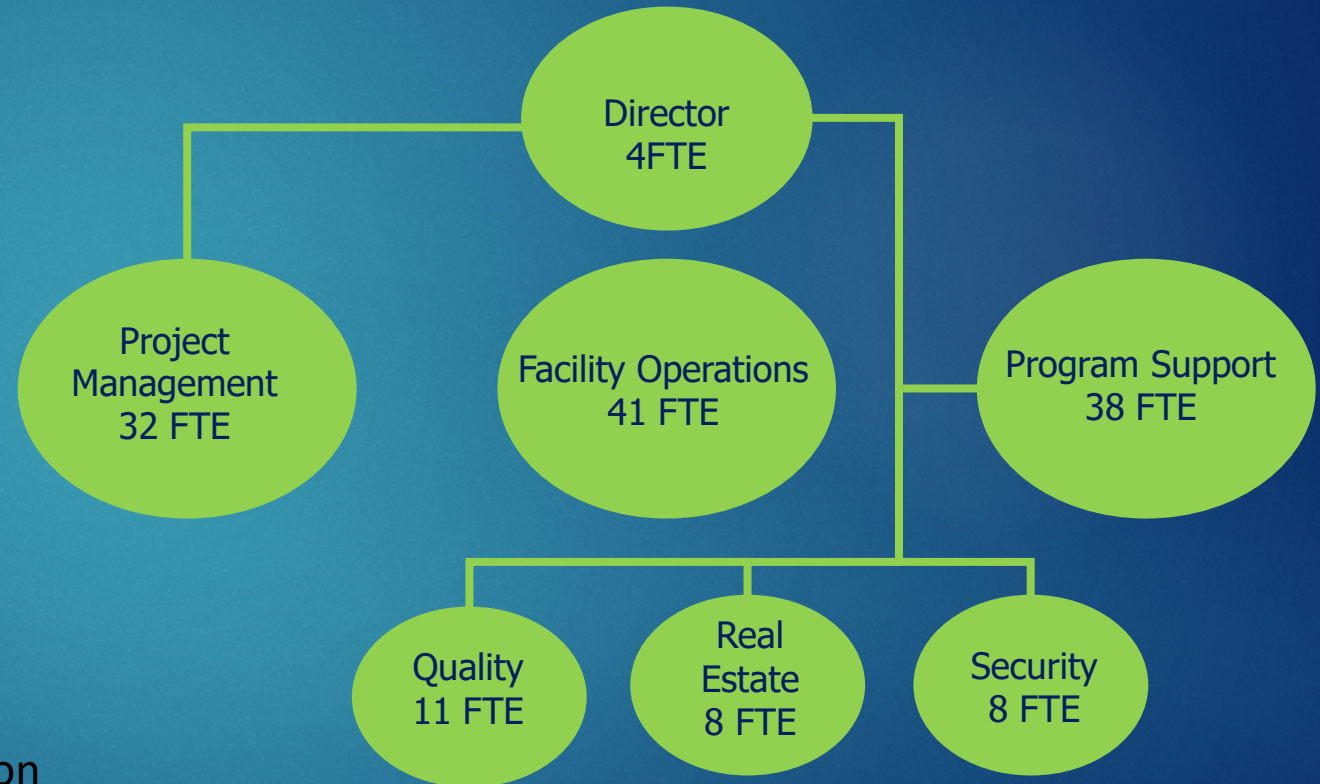 Director
4FTE
Project
Management
32 FTE
Facility Operations
41 FTE
Program Support
38 FTE
Quality
11 FTE
Real
Estate
8 FTE
Security
8 FTE
on